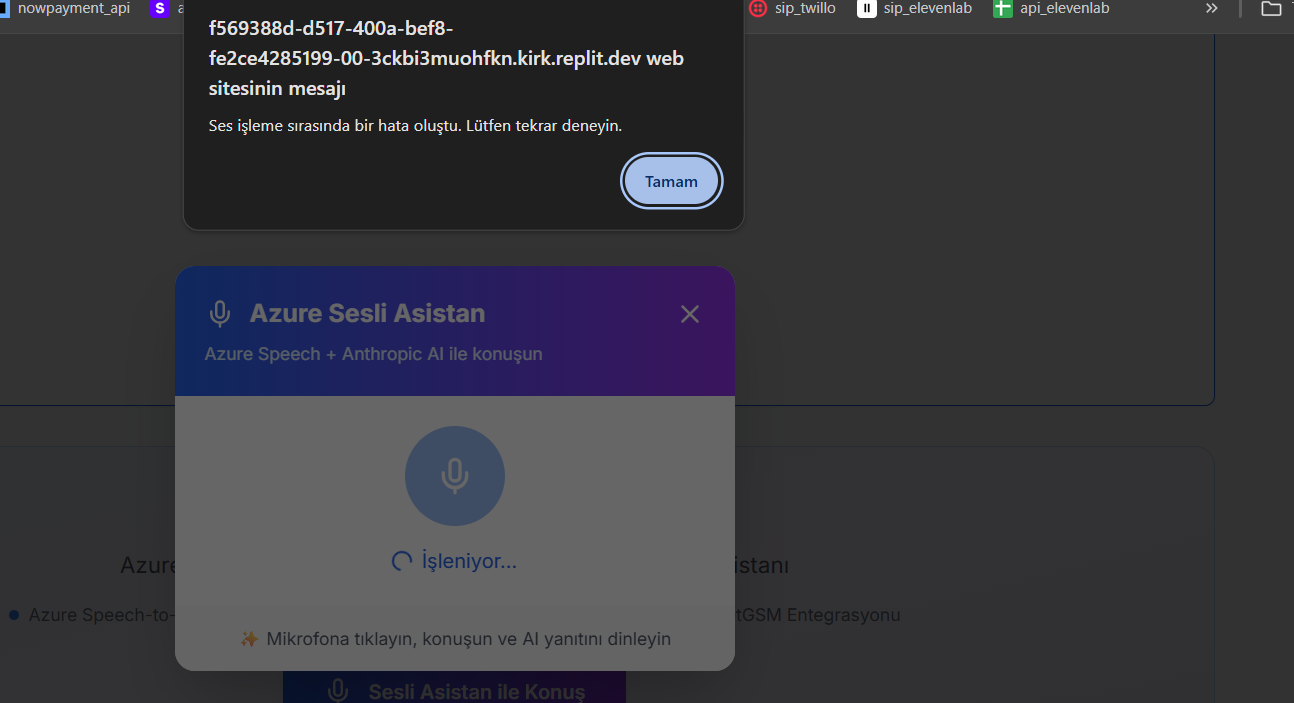 nowpayment_api
S
sip_twillo
sip_elevenlab
api_elevenlab
f569388d-d517-400a-bef8-
fe2ce4285199-00-3ckbi3muohfkn.kirk.replit.dev web
sitesinin mesajı
Ses işleme sırasında bir hata oluştu. Lütfen tekrar deneyin.
Tamam
Azure Sesli Asistan
Azure Speech + Anthropic AI ile konuşun
İşleniyor...
Azure
istanı
Azure Speech-to-
tGSM Entegrasyonu
Mikrofona tıklayın, konuşun ve AI yanıtını dinleyin
Sesli Asistan ile Konuş